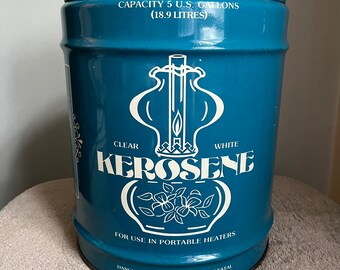 CAPACITY 5 U.S. GALLONS
(18.9 LITRES)
CLEAR WHITE
KEROSENE
FOR USE IN PORTABLE HEATERS